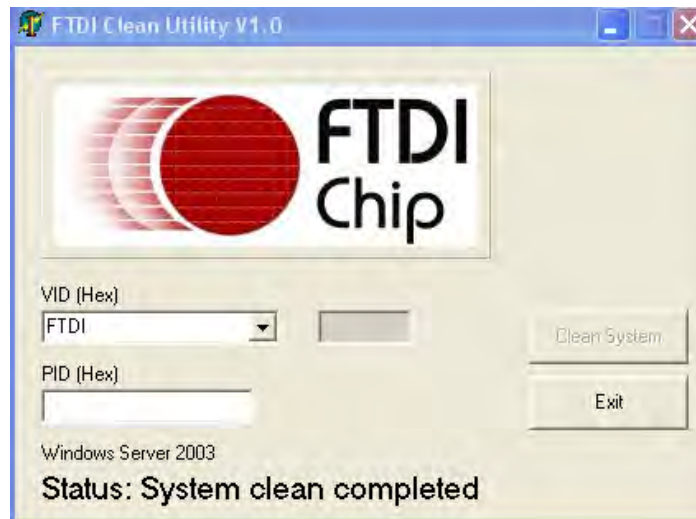 FTDI Clean Utility V1.0
FTDI
Chip
VID (Hex)
FTDI
Clean System
PID (Hex)
Exit
Windows Server 2003
Status: System clean completed